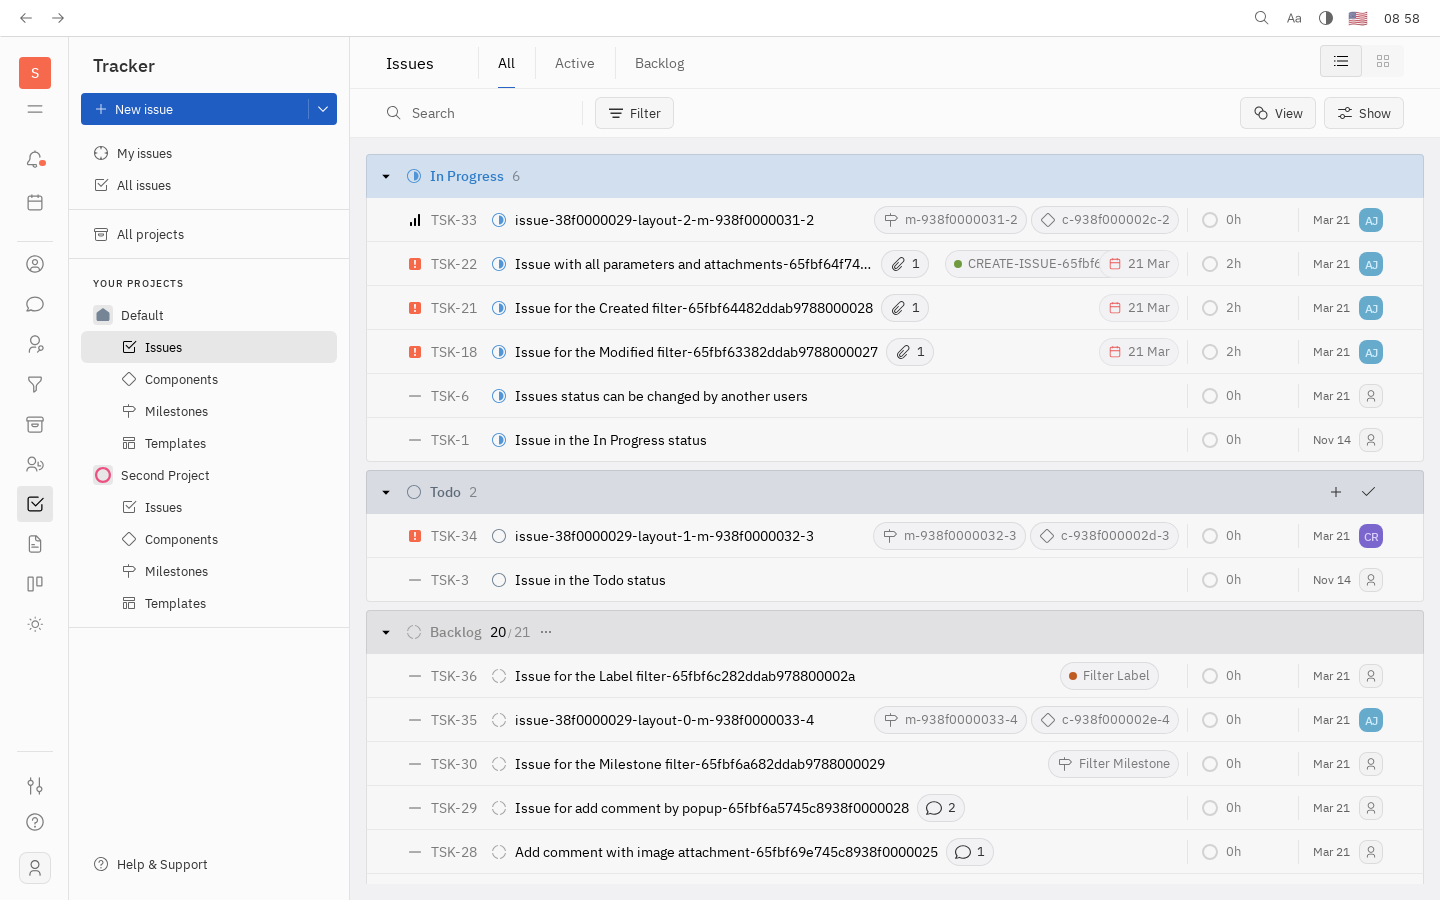 Aa 08 58
S
Tracker
New issue
My issues
All issues
All projects
YOUR PROJECTS
Default
Issues
Components
Milestones
Templates
Second Project
Issues
Components
Milestones
Templates
Help & Support
Issues All Active Backlog
Search Filter View Show
In Progress 6
TSK-33 issue-38f0000029-layout-2-m-938f0000031-2 m-938f0000031-2 c-938f000002c-2 0h Mar 21 AJ
TSK-22 Issue with all parameters and attachments-65fbf64f74... 1 CREATE-ISSUE-65fbf6 21 Mar 2h Mar 21 AJ
TSK-21 Issue for the Created filter-65fbf64482ddab9788000028 1 21 Mar 2h Mar 21 AJ
TSK-18 Issue for the Modified filter-65fbf63382ddab9788000027 1 21 Mar 2h Mar 21 AJ
TSK-6 Issues status can be changed by another users 0h Mar 21
TSK-1 Issue in the In Progress status 0h Nov 14
Todo 2
TSK-34 issue-38f0000029-layout-1-m-938f0000032-3 m-938f0000032-3 c-938f000002d-3 0h Mar 21 CR
TSK-3 Issue in the Todo status 0h Nov 14
Backlog 20/21 ...
TSK-36 Issue for the Label filter-65fbf6c282ddab978800002a Filter Label 0h Mar 21
TSK-35 issue-38f0000029-layout-0-m-938f0000033-4 m-938f0000033-4 c-938f000002e-4 0h Mar 21 AJ
TSK-30 Issue for the Milestone filter-65fbf6a682ddab9788000029 Filter Milestone 0h Mar 21
TSK-29 Issue for add comment by popup-65fbf6a5745c8938f0000028 2 0h Mar 21
TSK-28 Add comment with image attachment-65fbf69e745c8938f0000025 1 0h Mar 21